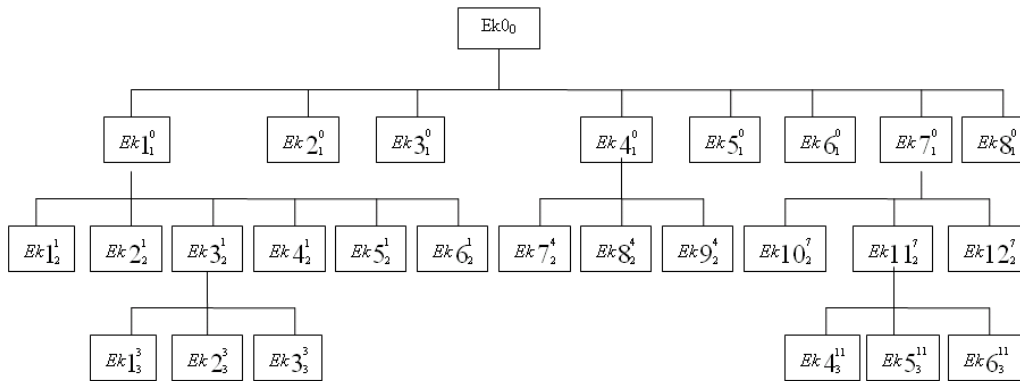 Ek0₀
Ek1₁⁰ Ek2₁⁰ Ek3₁⁰ Ek4₁⁰ Ek5₁⁰ Ek6₁⁰ Ek7₁⁰ Ek8₁⁰
Ek1₂¹ Ek2₂¹ Ek3₂¹ Ek4₂¹ Ek5₂¹ Ek6₂¹ Ek7₂⁴ Ek8₂⁴ Ek9₂⁴ Ek10₂⁷ Ek11₂⁷ Ek12₂⁷
Ek1₃³ Ek2₃³ Ek3₃³ Ek4₃¹¹ Ek5₃¹¹ Ek6₃¹¹